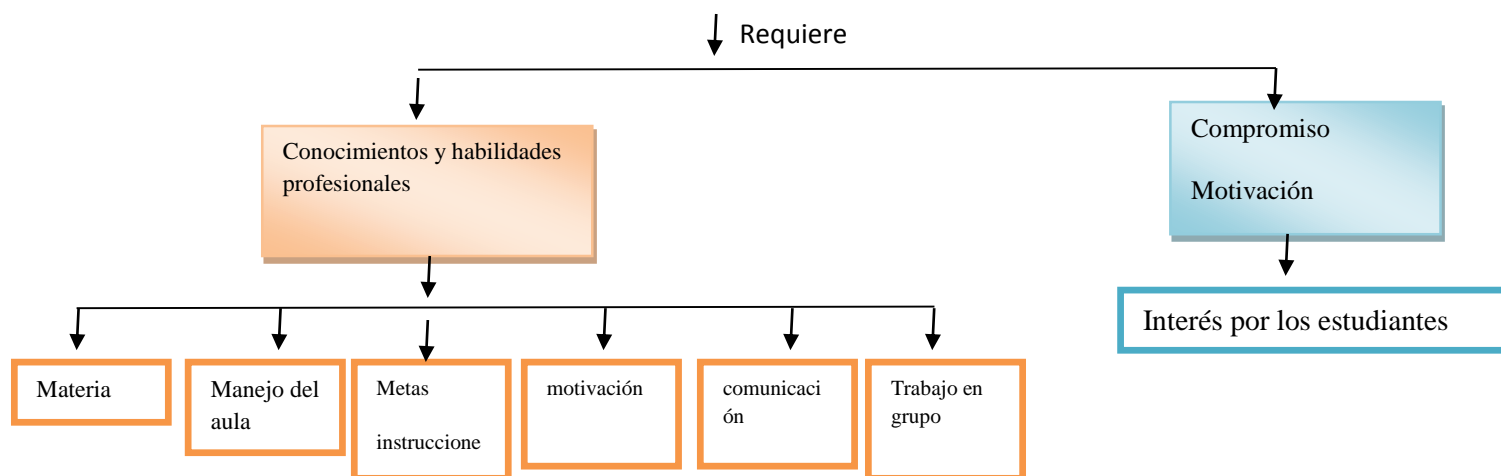 Requiere
Conocimientos y habilidades
profesionales
Compromiso
Motivación
Interés por los estudiantes
Materia
Manejo del
aula
Metas
instruccione
motivación
comunicaci
ón
Trabajo en
grupo